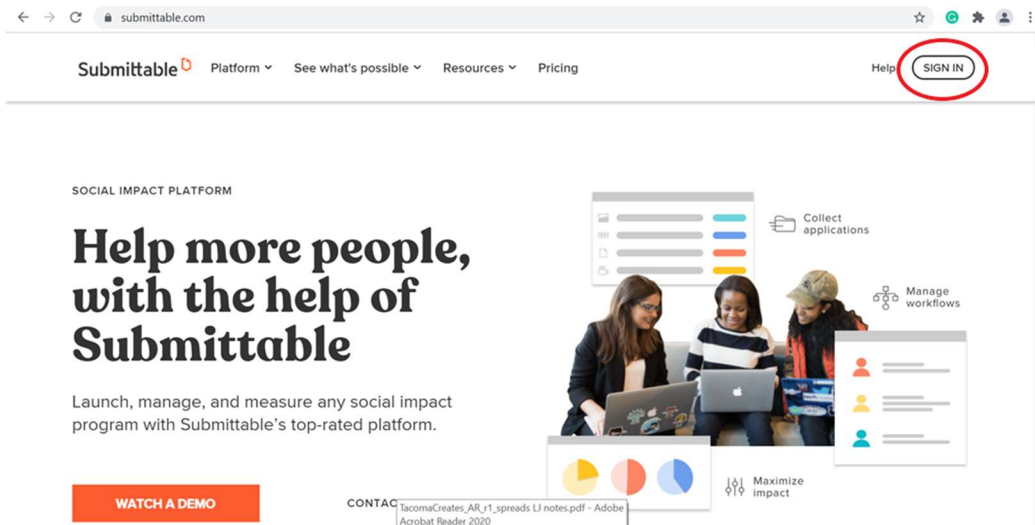 submittable.com
Submittable
Platform
See what's possible
Resources
Pricing
Help
SIGN IN
SOCIAL IMPACT PLATFORM
Help more people,
with the help of
Submittable
Launch, manage, and measure any social impact
program with Submittable's top-rated platform.
WATCH A DEMO
CONTAC
Collect
applications
Manage
workflows
Maximize
impact
TacomaCreates_AR_r1_spreads LJ notes.pdf - Adobe
Acrobat Reader 2020